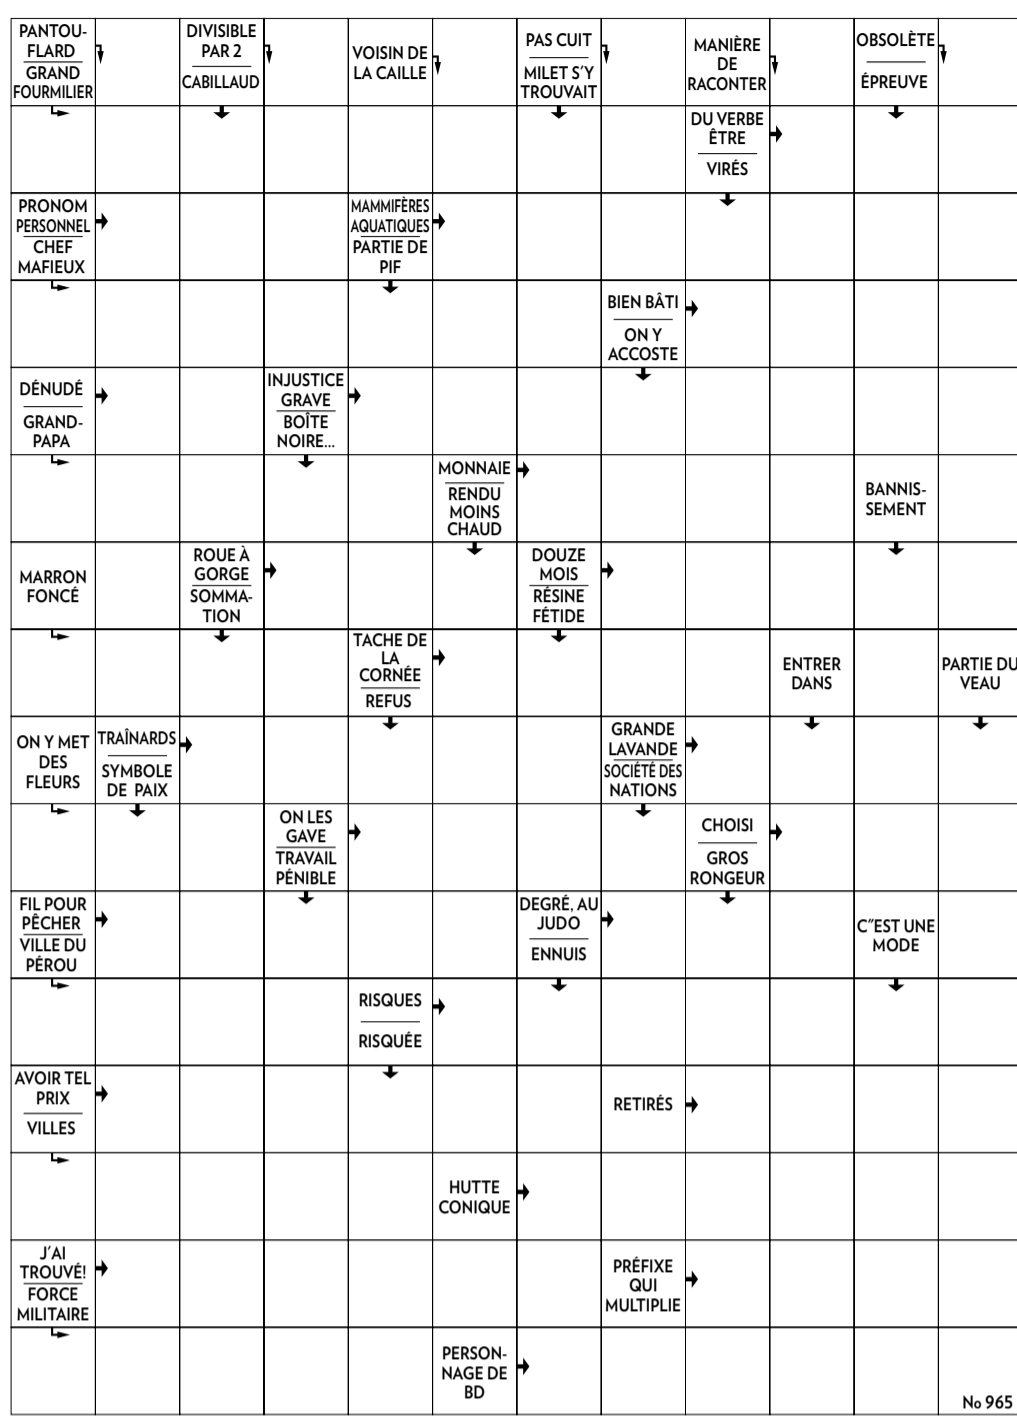 PANTOU-
FLARD
GRAND
FOURMILIER
DIVISIBLE
PAR 2
CABILLAUD
VOISIN DE
LA CAILLE
PAS CUIT
MILET S’Y
TROUVAIT
MANIÈRE
DE
RACONTER
OBSOLÈTE
ÉPREUVE
DU VERBE
ÊTRE
VIRÉS
PRONOM
PERSONNEL
CHEF
MAFIEUX
MAMMIFÈRES
AQUATIQUES
PARTIE DE
PIF
BIEN BÂTI
ON Y
ACCOSTE
DÉNUDÉ
GRAND-
PAPA
INJUSTICE
GRAVE
BOÎTE
NOIRE...
MONNAIE
RENDU
MOINS
CHAUD
BANNIS-
SEMENT
MARRON
FONCÉ
ROUE À
GORGE
SOMMA-
TION
DOUZE
MOIS
RÉSINE
FÉTIDE
TACHE DE
LA
CORNÉE
REFUS
ENTRER
DANS
PARTIE DU
VEAU
ON Y MET
DES
FLEURS
TRAÎNARDS
SYMBOLE
DE PAIX
GRANDE
LAVANDE
SOCIÉTÉ DES
NATIONS
ON LES
GAVE
TRAVAIL
PÉNIBLE
CHOISI
GROS
RONGEUR
FIL POUR
PÊCHER
VILLE DU
PÉROU
DEGRÉ, AU
JUDO
ENNUIS
C”EST UNE
MODE
RISQUES
RISQUÉE
AVOIR TEL
PRIX
VILLES
RETIRÉS
HUTTE
CONIQUE
J’AI
TROUVÉ!
FORCE
MILITAIRE
PRÉFIXE
QUI
MULTIPLIE
PERSON-
NAGE DE
BD
No 965